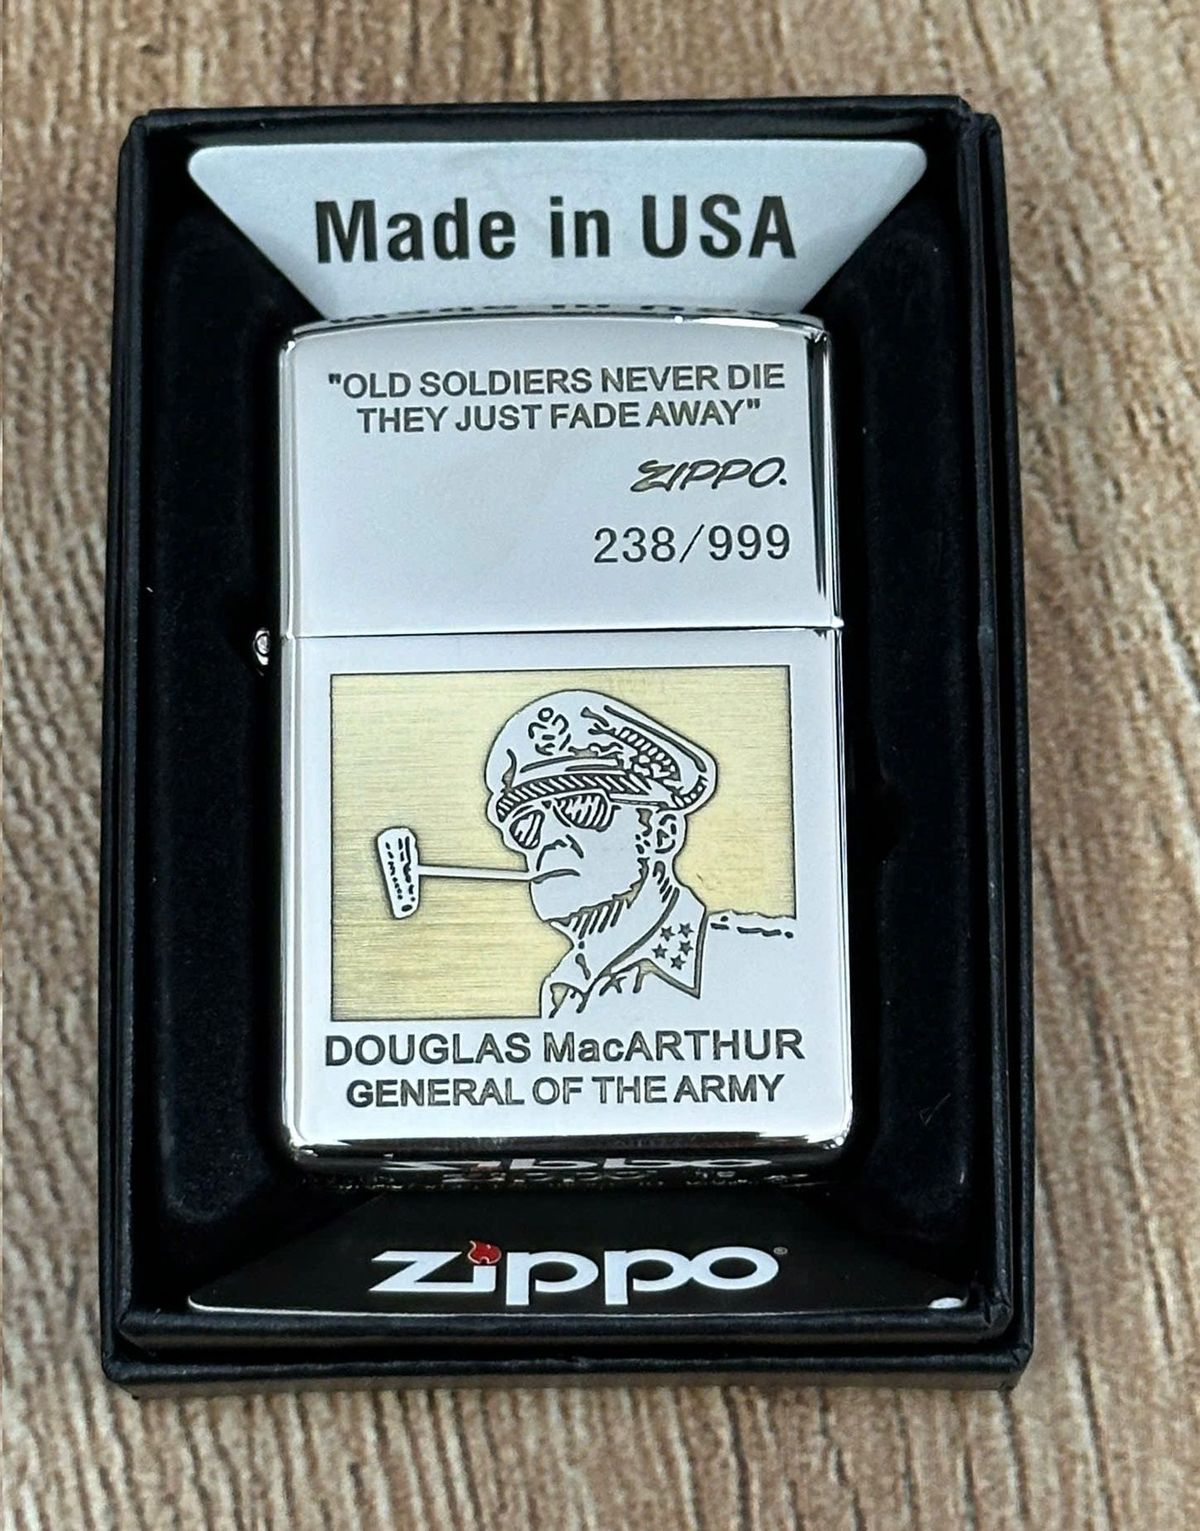 Made in USA
"OLD SOLDIERS NEVER DIE
THEY JUST FADE AWAY"
ZIPPO.
238/999
DOUGLAS MacARTHUR
GENERAL OF THE ARMY
zippo®